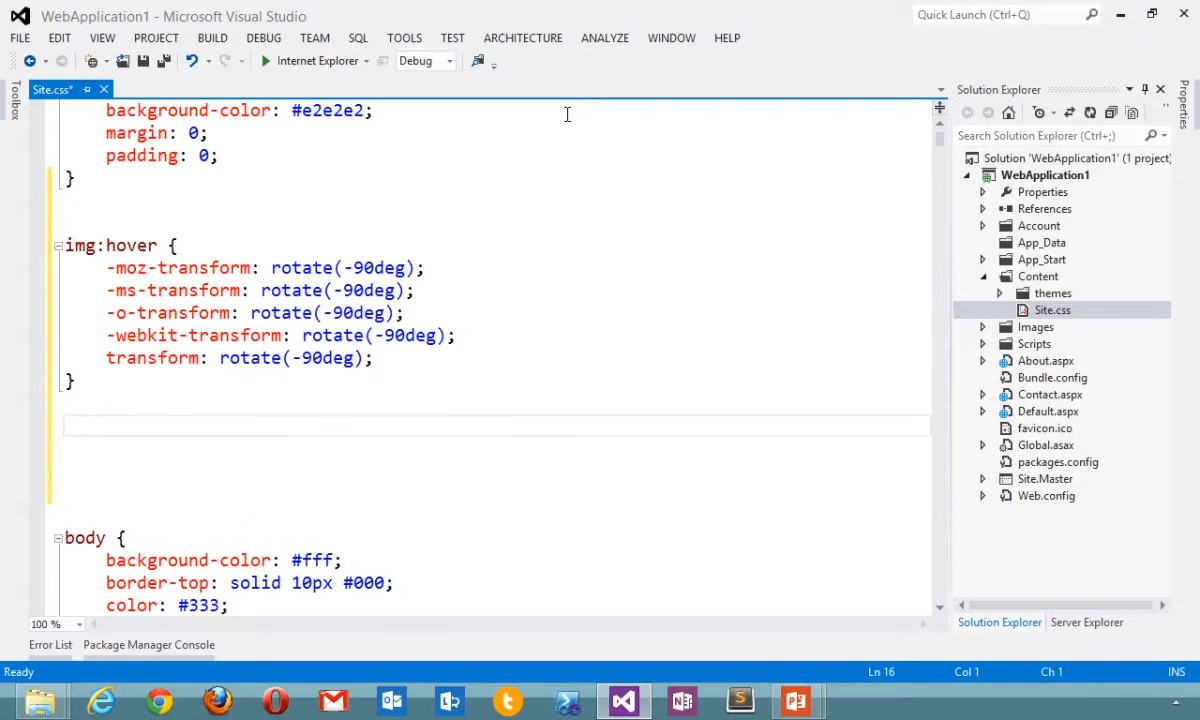 WebApplication1 - Microsoft Visual Studio
Quick Launch (Ctrl+Q)
FILE EDIT VIEW PROJECT BUILD DEBUG TEAM SQL TOOLS TEST ARCHITECTURE ANALYZE WINDOW HELP
Internet Explorer Debug
Toolbox
Site.css*
background-color: #e2e2e2;
margin: 0;
padding: 0;
}
img:hover {
-moz-transform: rotate(-90deg);
-ms-transform: rotate(-90deg);
-o-transform: rotate(-90deg);
-webkit-transform: rotate(-90deg);
transform: rotate(-90deg);
}
body {
background-color: #fff;
border-top: solid 10px #000;
color: #333;
100 %
Solution Explorer
Search Solution Explorer (Ctrl+;)
Solution 'WebApplication1' (1 project)
WebApplication1
Properties
References
Account
App_Data
App_Start
Content
themes
Site.css
Images
Scripts
About.aspx
Bundle.config
Contact.aspx
Default.aspx
favicon.ico
Global.asax
packages.config
Site.Master
Web.config
Solution Explorer Server Explorer
Properties
Error List Package Manager Console
Ready Ln 16 Col 1 Ch 1 INS